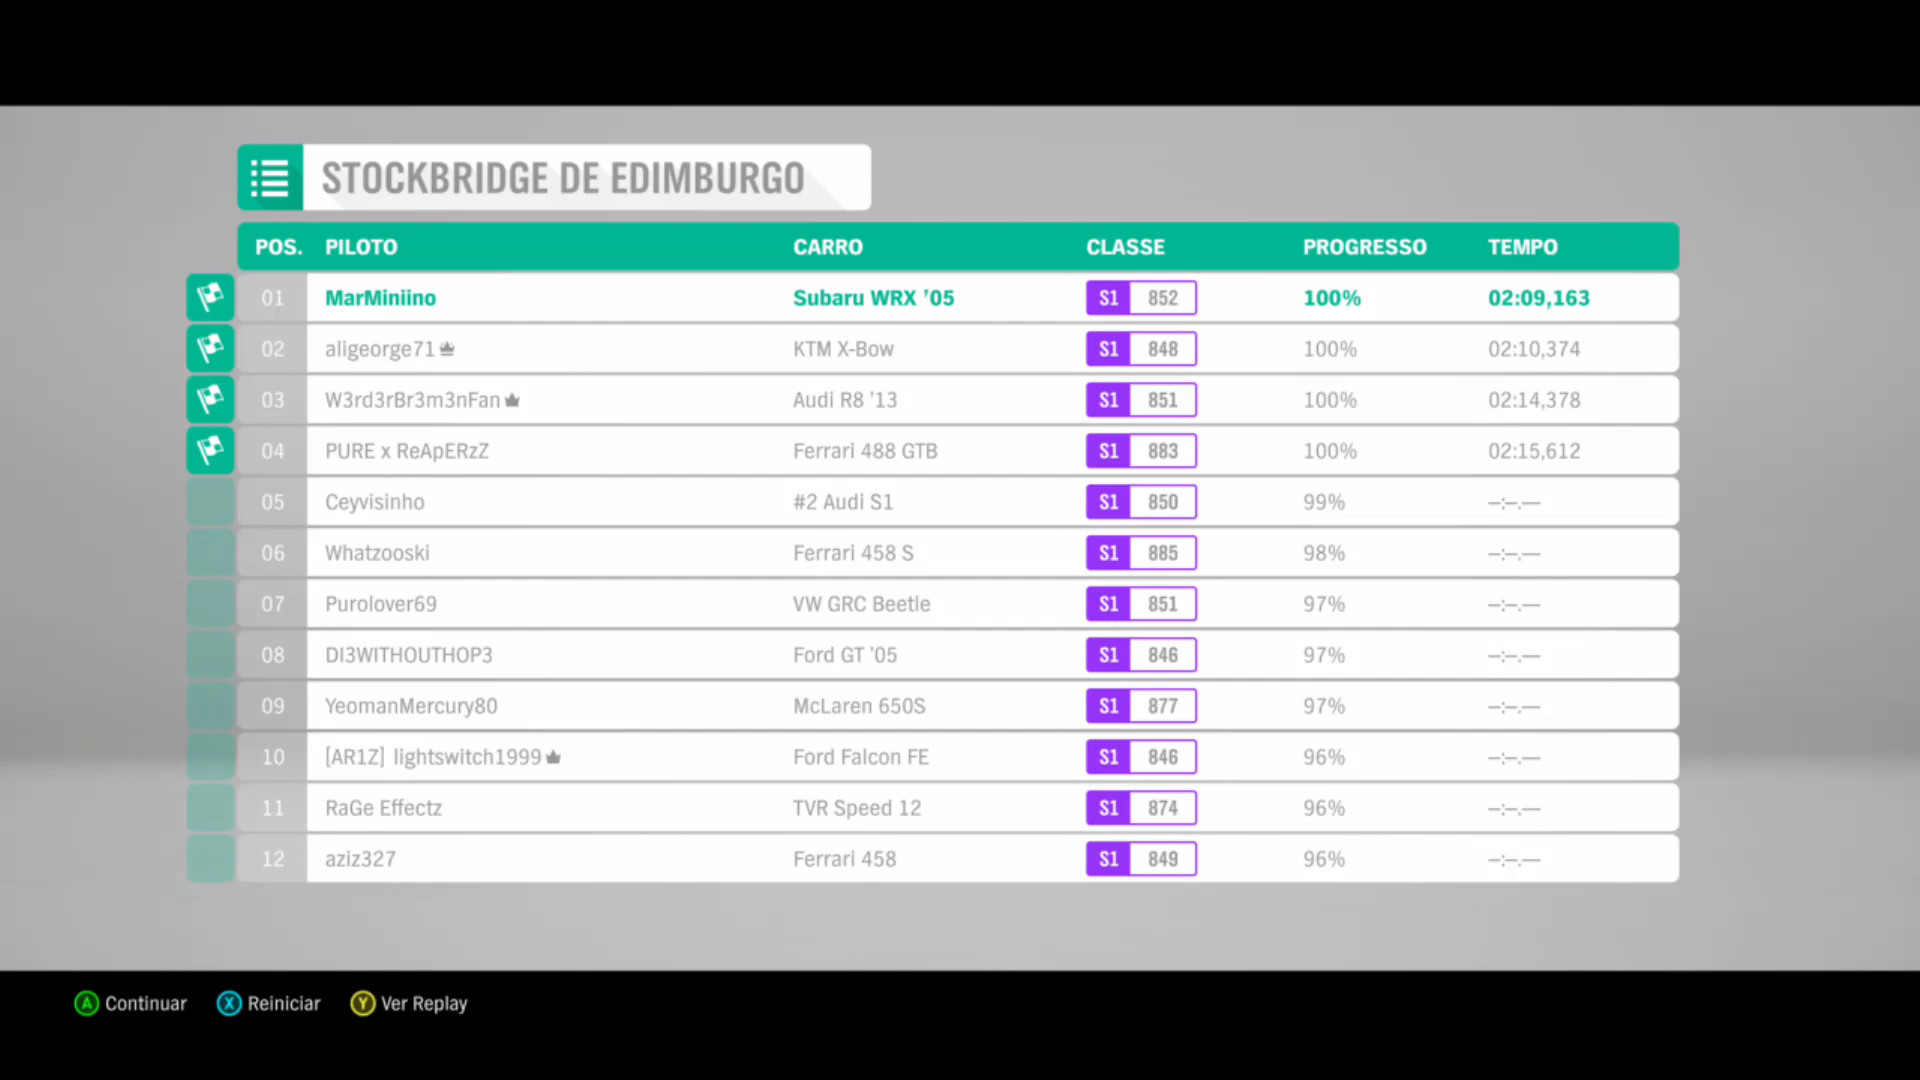 STOCKBRIDGE DE EDIMBURGO
POS. PILOTO CARRO CLASSE PROGRESSO TEMPO
01 MarMiniino Subaru WRX '05 S1 852 100% 02:09,163
02 aligeorge71 KTM X-Bow S1 848 100% 02:10,374
03 W3rd3rBr3m3nFan Audi R8 '13 S1 851 100% 02:14,378
04 PURE x ReApERzZ Ferrari 488 GTB S1 883 100% 02:15,612
05 Ceyvisinho #2 Audi S1 S1 850 99% --:--.---
06 Whatzooski Ferrari 458 S S1 885 98% --:--.---
07 Purolover69 VW GRC Beetle S1 851 97% --:--.---
08 DI3WITHOUTHOP3 Ford GT '05 S1 846 97% --:--.---
09 YeomanMercury80 McLaren 650S S1 877 97% --:--.---
10 [AR1Z] lightswitch1999 Ford Falcon FE S1 846 96% --:--.---
11 RaGe Effectz TVR Speed 12 S1 874 96% --:--.---
12 aziz327 Ferrari 458 S1 849 96% --:--.---
A Continuar X Reiniciar Y Ver Replay